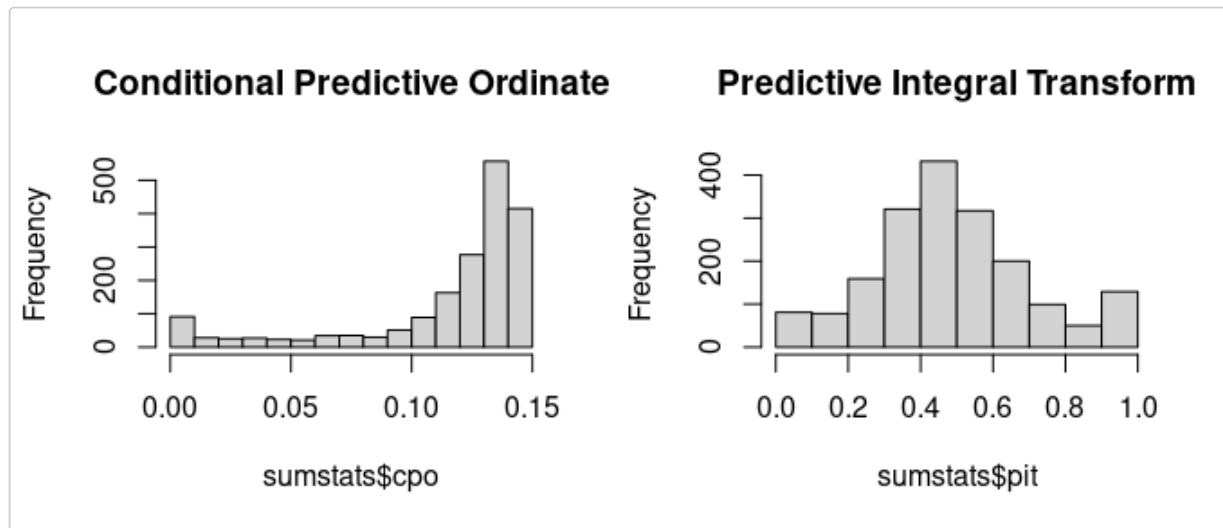 Conditional Predictive Ordinate
Frequency
500
200
0
0.00 0.05 0.10 0.15
sumstats$cpo
Predictive Integral Transform
Frequency
400
200
0
0.0 0.2 0.4 0.6 0.8 1.0
sumstats$pit